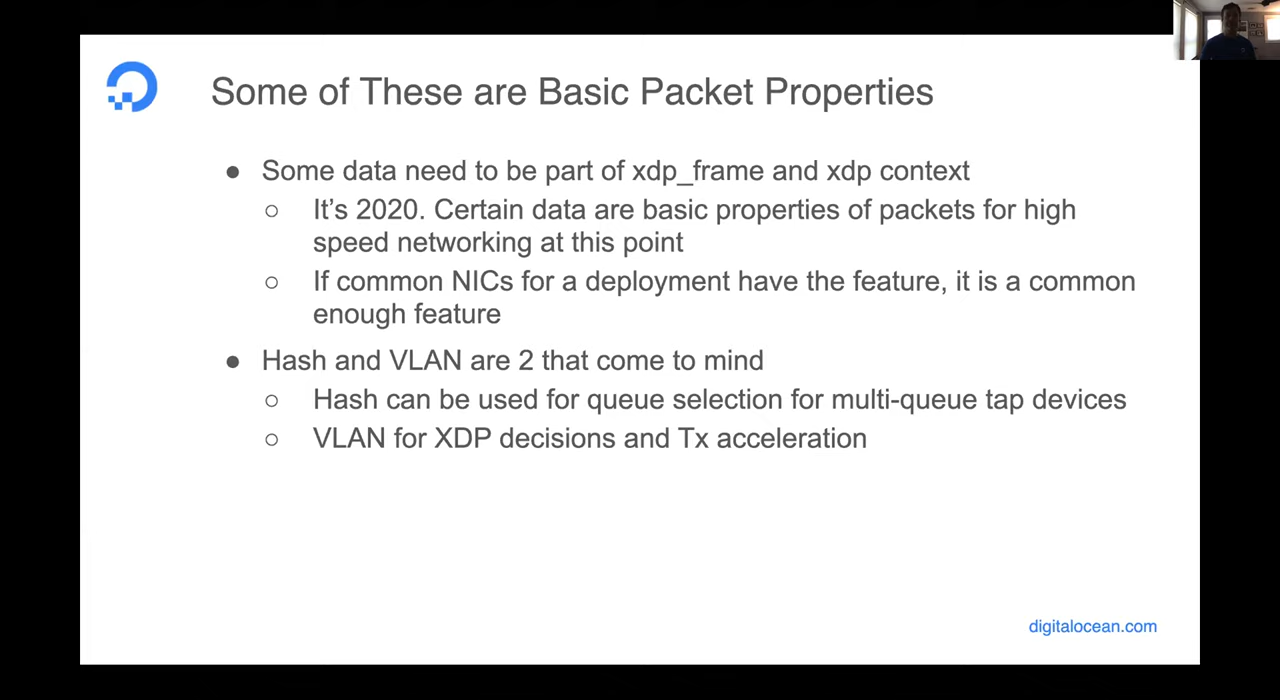 Some of These are Basic Packet Properties
● Some data need to be part of xdp_frame and xdp context
○ It's 2020. Certain data are basic properties of packets for high
speed networking at this point
○ If common NICs for a deployment have the feature, it is a common
enough feature
● Hash and VLAN are 2 that come to mind
○ Hash can be used for queue selection for multi-queue tap devices
○ VLAN for XDP decisions and Tx acceleration
digitalocean.com